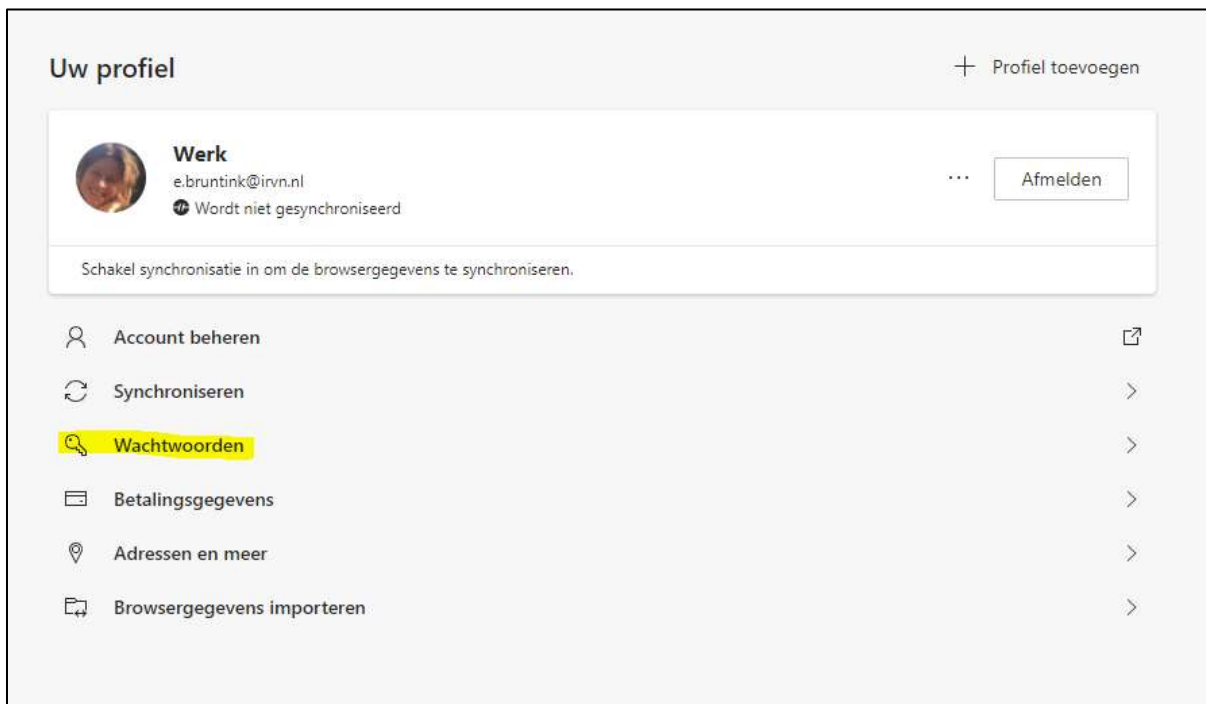 Uw profiel
Profiel toevoegen
Werk
e.bruntink@irvn.nl
Wordt niet gesynchroniseerd
Afmelden
Schakel synchronisatie in om de browsergegevens te synchroniseren.
Account beheren
Synchroniseren
Wachtwoorden
Betalingsgegevens
Adressen en meer
Browsergegevens importeren